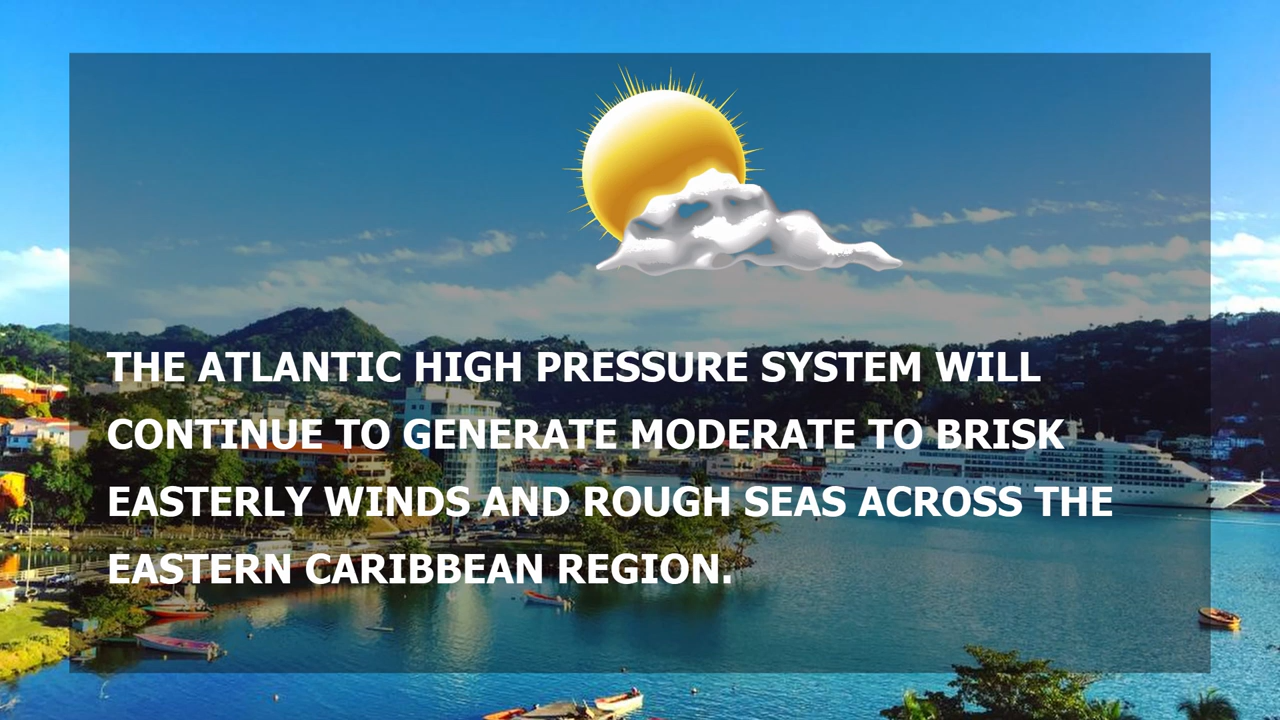 THE ATLANTIC HIGH PRESSURE SYSTEM WILL
CONTINUE TO GENERATE MODERATE TO BRISK
EASTERLY WINDS AND ROUGH SEAS ACROSS THE
EASTERN CARIBBEAN REGION.